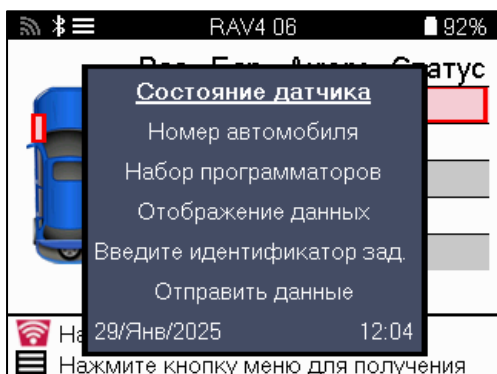 RAV4 06
92%
Состояние датчика
Номер автомобиля
Набор программаторов
Отображение данных
Введите идентификатор зад.
Отправить данные
29/Янв/2025 12:04
Нажмите кнопку меню для получения